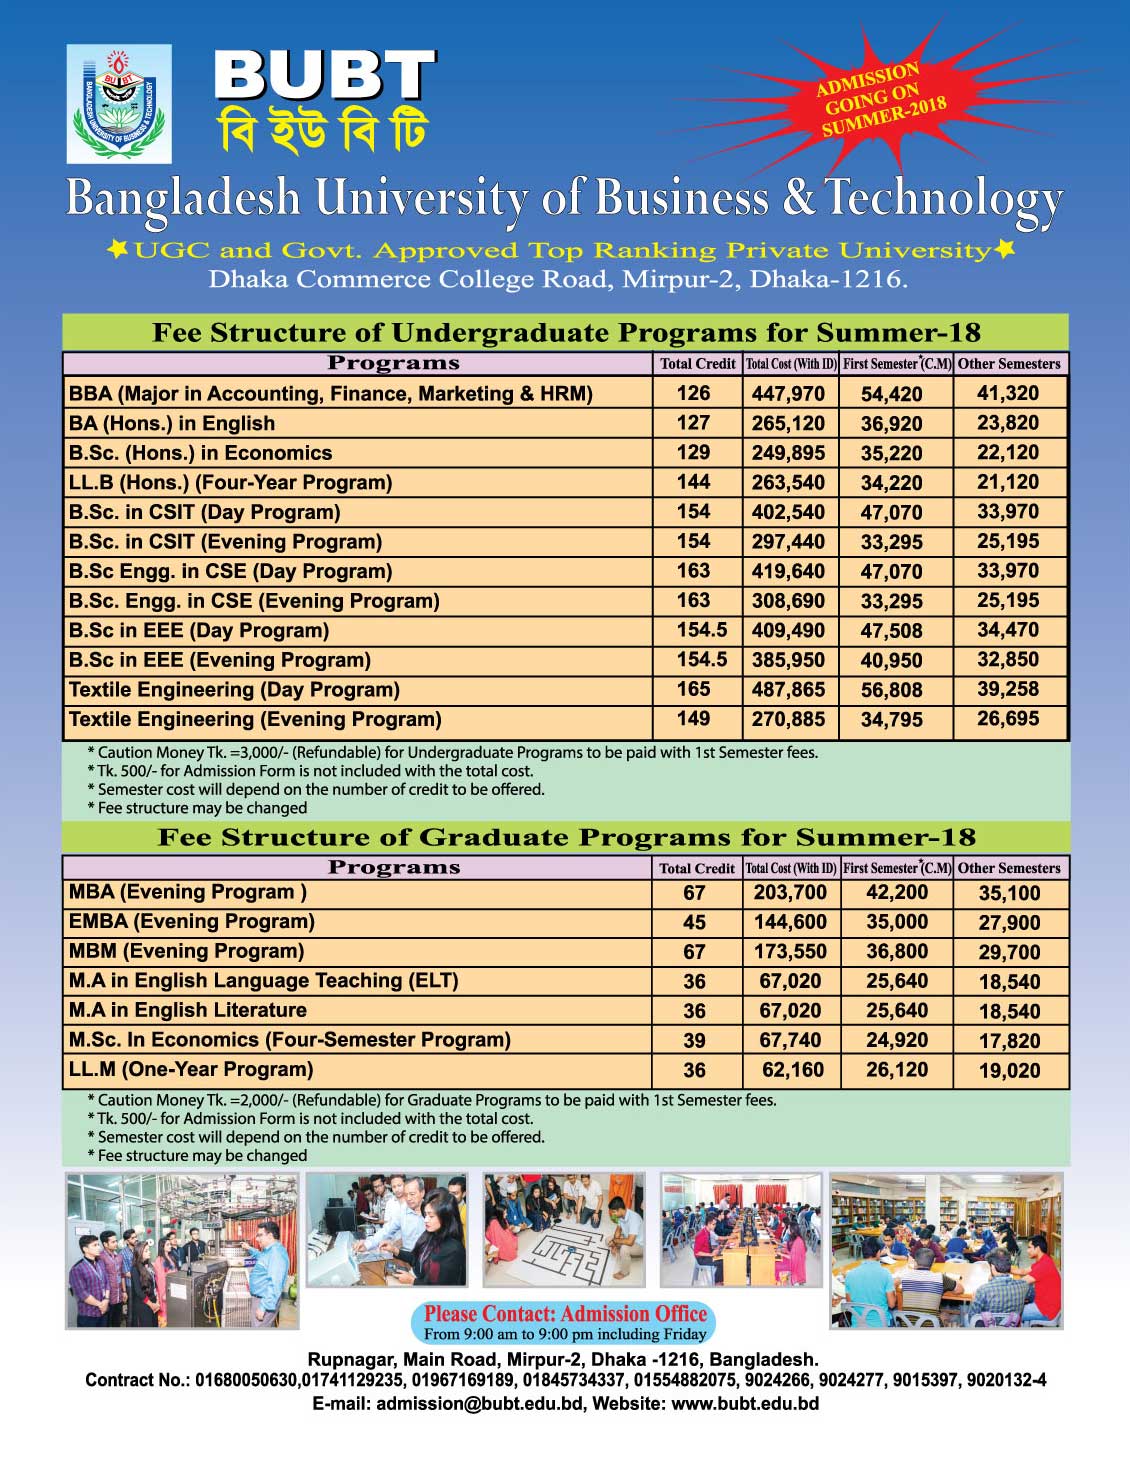 BUBT
BANGLADESH UNIVERSITY OF BUSINESS & TECHNOLOGY
BUBT
বিইউবিটি
ADMISSION
GOING ON
SUMMER-2018
Bangladesh University of Business & Technology
UGC and Govt. Approved Top Ranking Private University
Dhaka Commerce College Road, Mirpur-2, Dhaka-1216.
Fee Structure of Undergraduate Programs for Summer-18
Programs Total Credit Total Cost (With ID) First Semester*(C.M) Other Semesters
BBA (Major in Accounting, Finance, Marketing & HRM) 126 447,970 54,420 41,320
BA (Hons.) in English 127 265,120 36,920 23,820
B.Sc. (Hons.) in Economics 129 249,895 35,220 22,120
LL.B (Hons.) (Four-Year Program) 144 263,540 34,220 21,120
B.Sc. in CSIT (Day Program) 154 402,540 47,070 33,970
B.Sc. in CSIT (Evening Program) 154 297,440 33,295 25,195
B.Sc Engg. in CSE (Day Program) 163 419,640 47,070 33,970
B.Sc. Engg. in CSE (Evening Program) 163 308,690 33,295 25,195
B.Sc in EEE (Day Program) 154.5 409,490 47,508 34,470
B.Sc in EEE (Evening Program) 154.5 385,950 40,950 32,850
Textile Engineering (Day Program) 165 487,865 56,808 39,258
Textile Engineering (Evening Program) 149 270,885 34,795 26,695
* Caution Money Tk. =3,000/- (Refundable) for Undergraduate Programs to be paid with 1st Semester fees.
* Tk. 500/- for Admission Form is not included with the total cost.
* Semester cost will depend on the number of credit to be offered.
* Fee structure may be changed
Fee Structure of Graduate Programs for Summer-18
Programs Total Credit Total Cost (With ID) First Semester*(C.M) Other Semesters
MBA (Evening Program ) 67 203,700 42,200 35,100
EMBA (Evening Program) 45 144,600 35,000 27,900
MBM (Evening Program) 67 173,550 36,800 29,700
M.A in English Language Teaching (ELT) 36 67,020 25,640 18,540
M.A in English Literature 36 67,020 25,640 18,540
M.Sc. In Economics (Four-Semester Program) 39 67,740 24,920 17,820
LL.M (One-Year Program) 36 62,160 26,120 19,020
* Caution Money Tk. =2,000/- (Refundable) for Graduate Programs to be paid with 1st Semester fees.
* Tk. 500/- for Admission Form is not included with the total cost.
* Semester cost will depend on the number of credit to be offered.
* Fee structure may be changed
Please Contact: Admission Office
From 9:00 am to 9:00 pm including Friday
Rupnagar, Main Road, Mirpur-2, Dhaka -1216, Bangladesh.
Contract No.: 01680050630,01741129235, 01967169189, 01845734337, 01554882075, 9024266, 9024277, 9015397, 9020132-4
E-mail: admission@bubt.edu.bd, Website: www.bubt.edu.bd